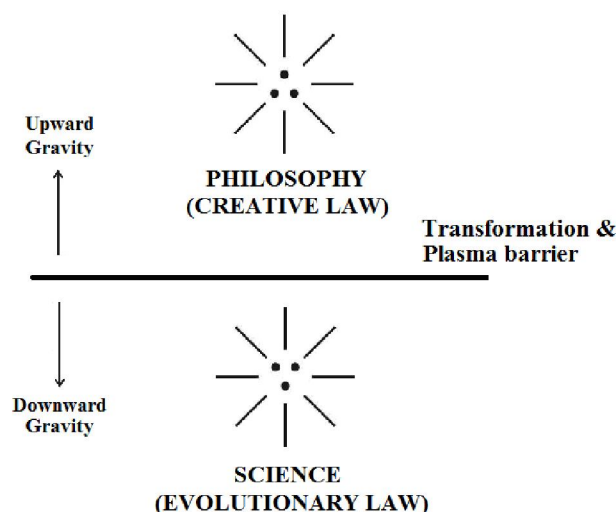 Upward
Gravity
PHILOSOPHY
(CREATIVE LAW)
Transformation &
Plasma barrier
Downward
Gravity
SCIENCE
(EVOLUTIONARY LAW)